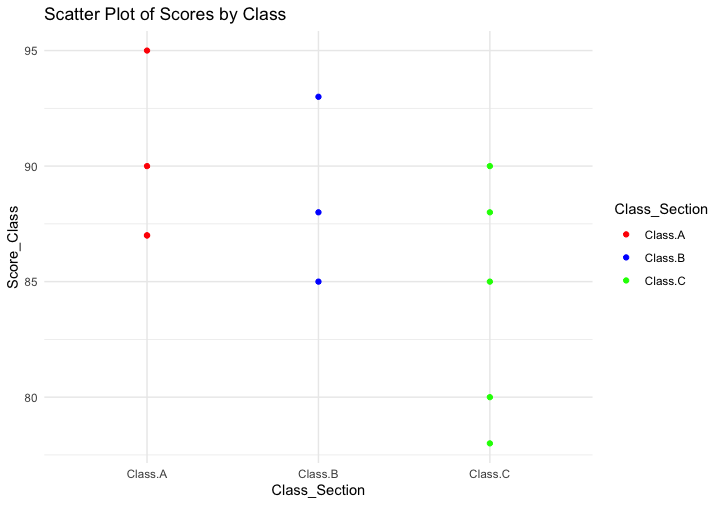 Scatter Plot of Scores by Class
95
90
85
80
Score_Class
Class.A
Class.B
Class.C
Class_Section
Class_Section
Class.A
Class.B
Class.C